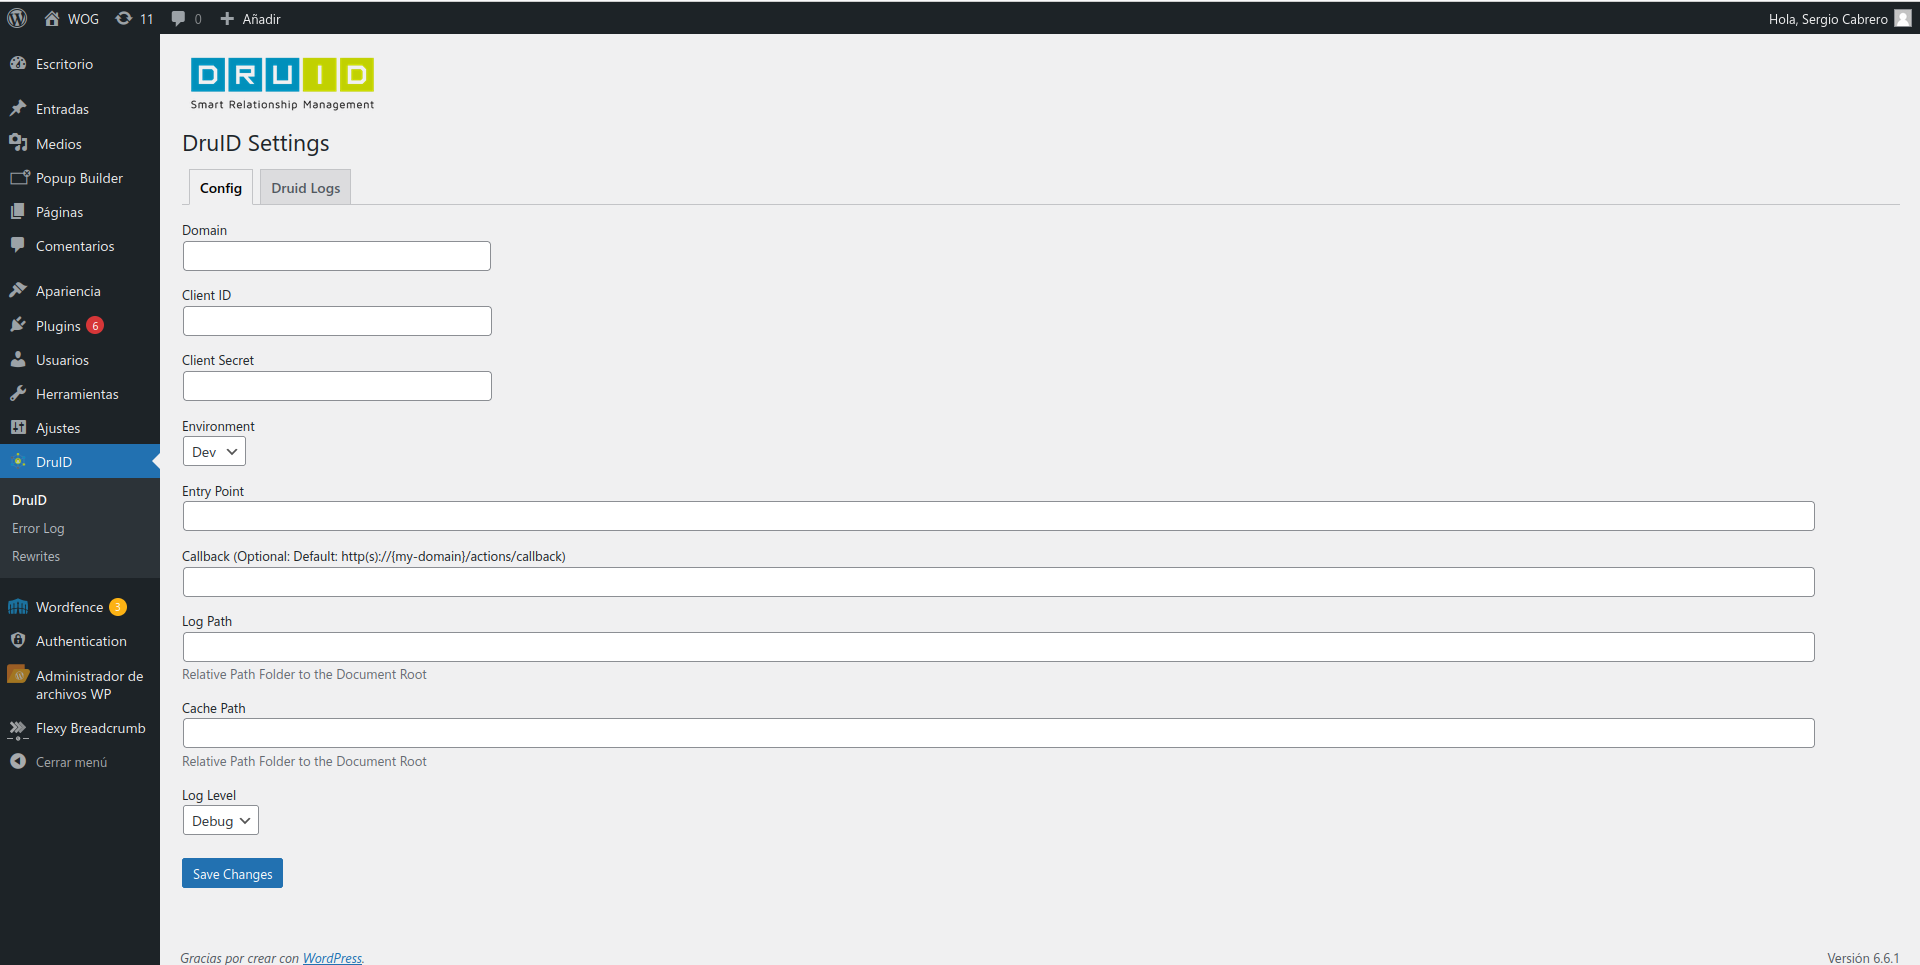 WOG
11
0
Añadir
Hola, Sergio Cabrero
Escritorio
Entradas
Medios
Popup Builder
Páginas
Comentarios
Apariencia
Plugins 6
Usuarios
Herramientas
Ajustes
DruID
DruID
Error Log
Rewrites
Wordfence 3
Authentication
Administrador de
archivos WP
Flexy Breadcrumb
Cerrar menú
DRUID
Smart Relationship Management
DruID Settings
Config
Druid Logs
Domain
Client ID
Client Secret
Environment
Dev
Entry Point
Callback (Optional: Default: http(s)://{my-domain}/actions/callback)
Log Path
Relative Path Folder to the Document Root
Cache Path
Relative Path Folder to the Document Root
Log Level
Debug
Save Changes
Gracias por crear con WordPress.
Versión 6.6.1